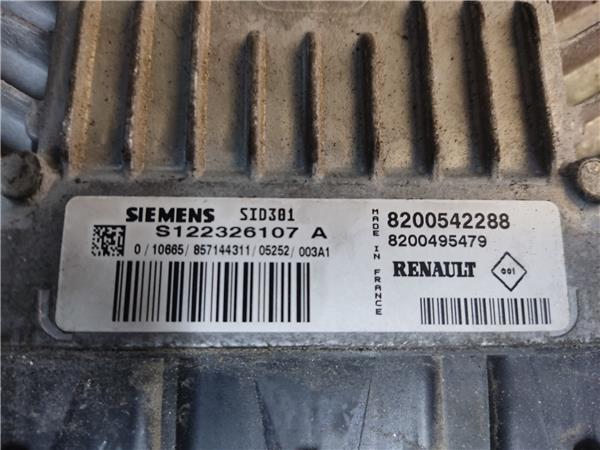 SIEMENS SID301
S122326107 A
0 / 10665 / 857144311 / 05252 / 003A1
MADE IN FRANCE
8200542288
8200495479
RENAULT 001